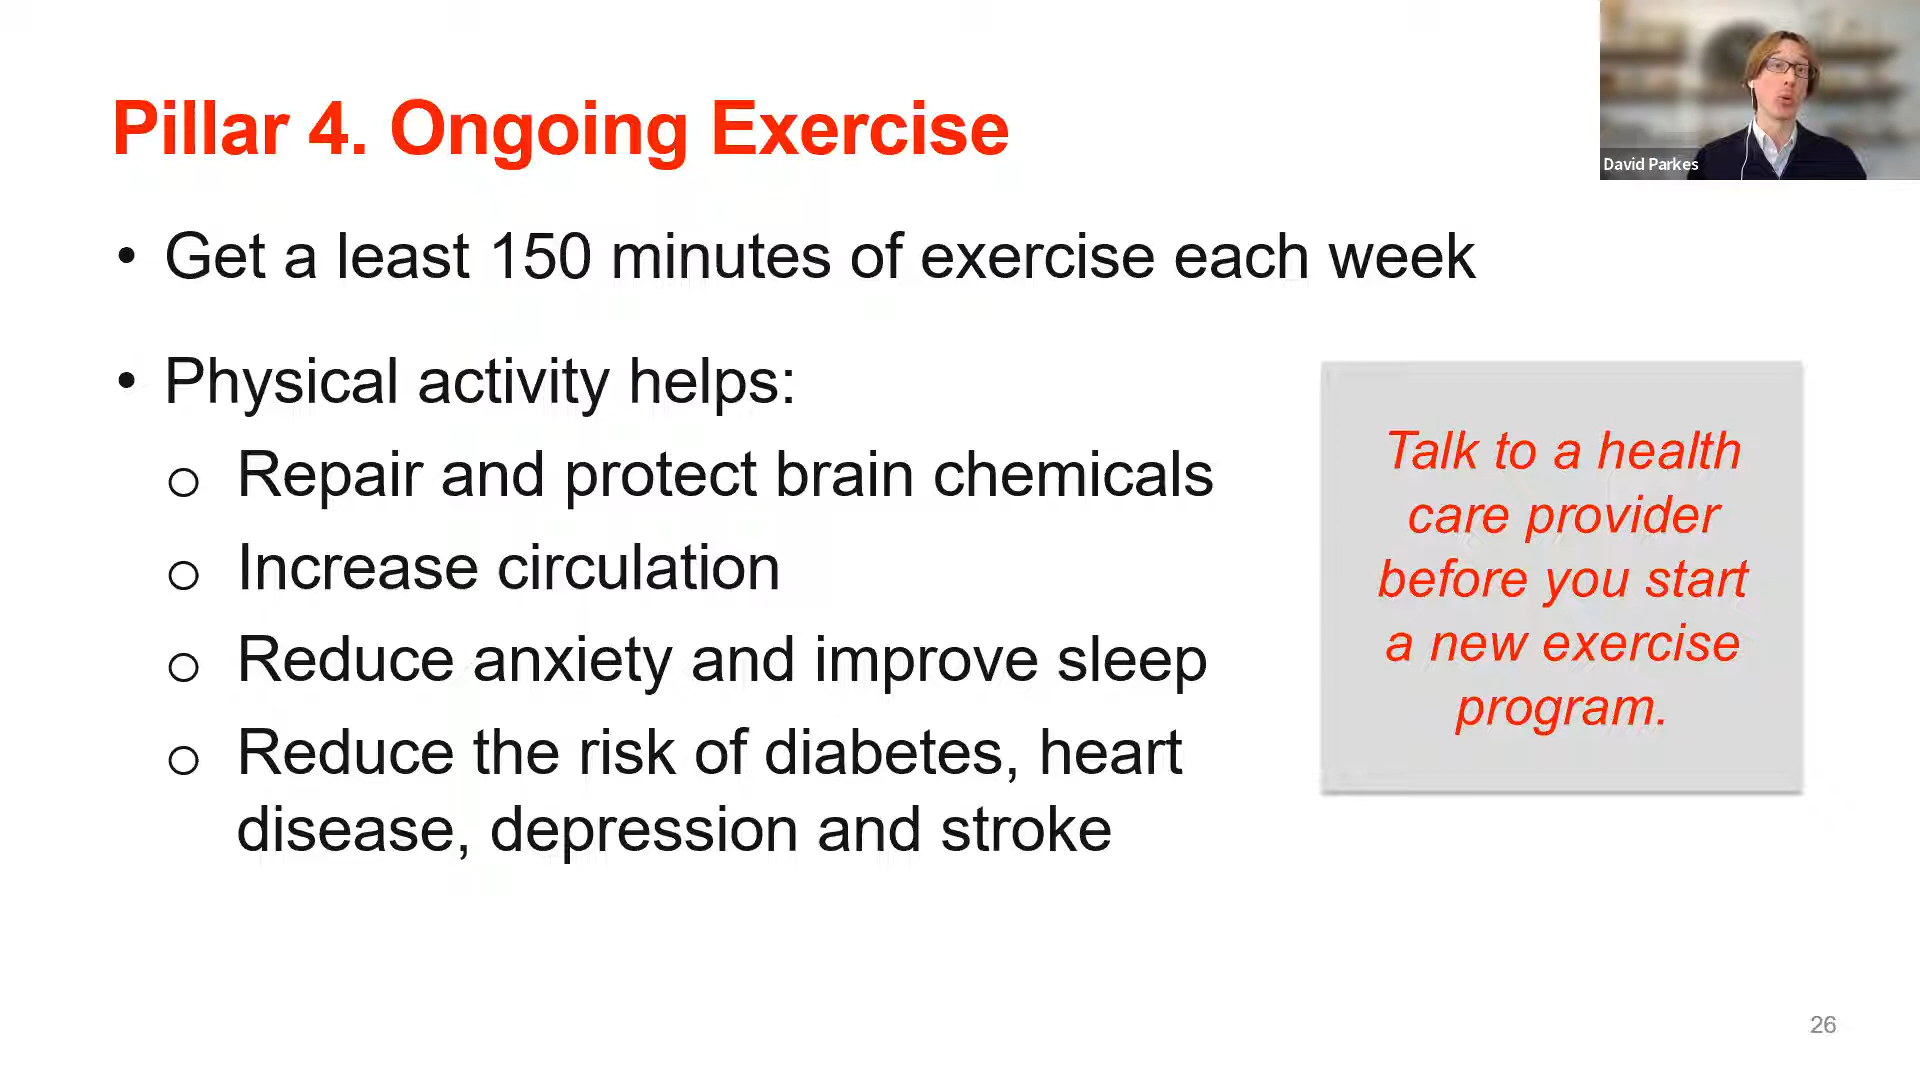 Pillar 4. Ongoing Exercise
David Parkes
• Get a least 150 minutes of exercise each week
• Physical activity helps:
o Repair and protect brain chemicals
o Increase circulation
o Reduce anxiety and improve sleep
o Reduce the risk of diabetes, heart
disease, depression and stroke
Talk to a health
care provider
before you start
a new exercise
program.
26